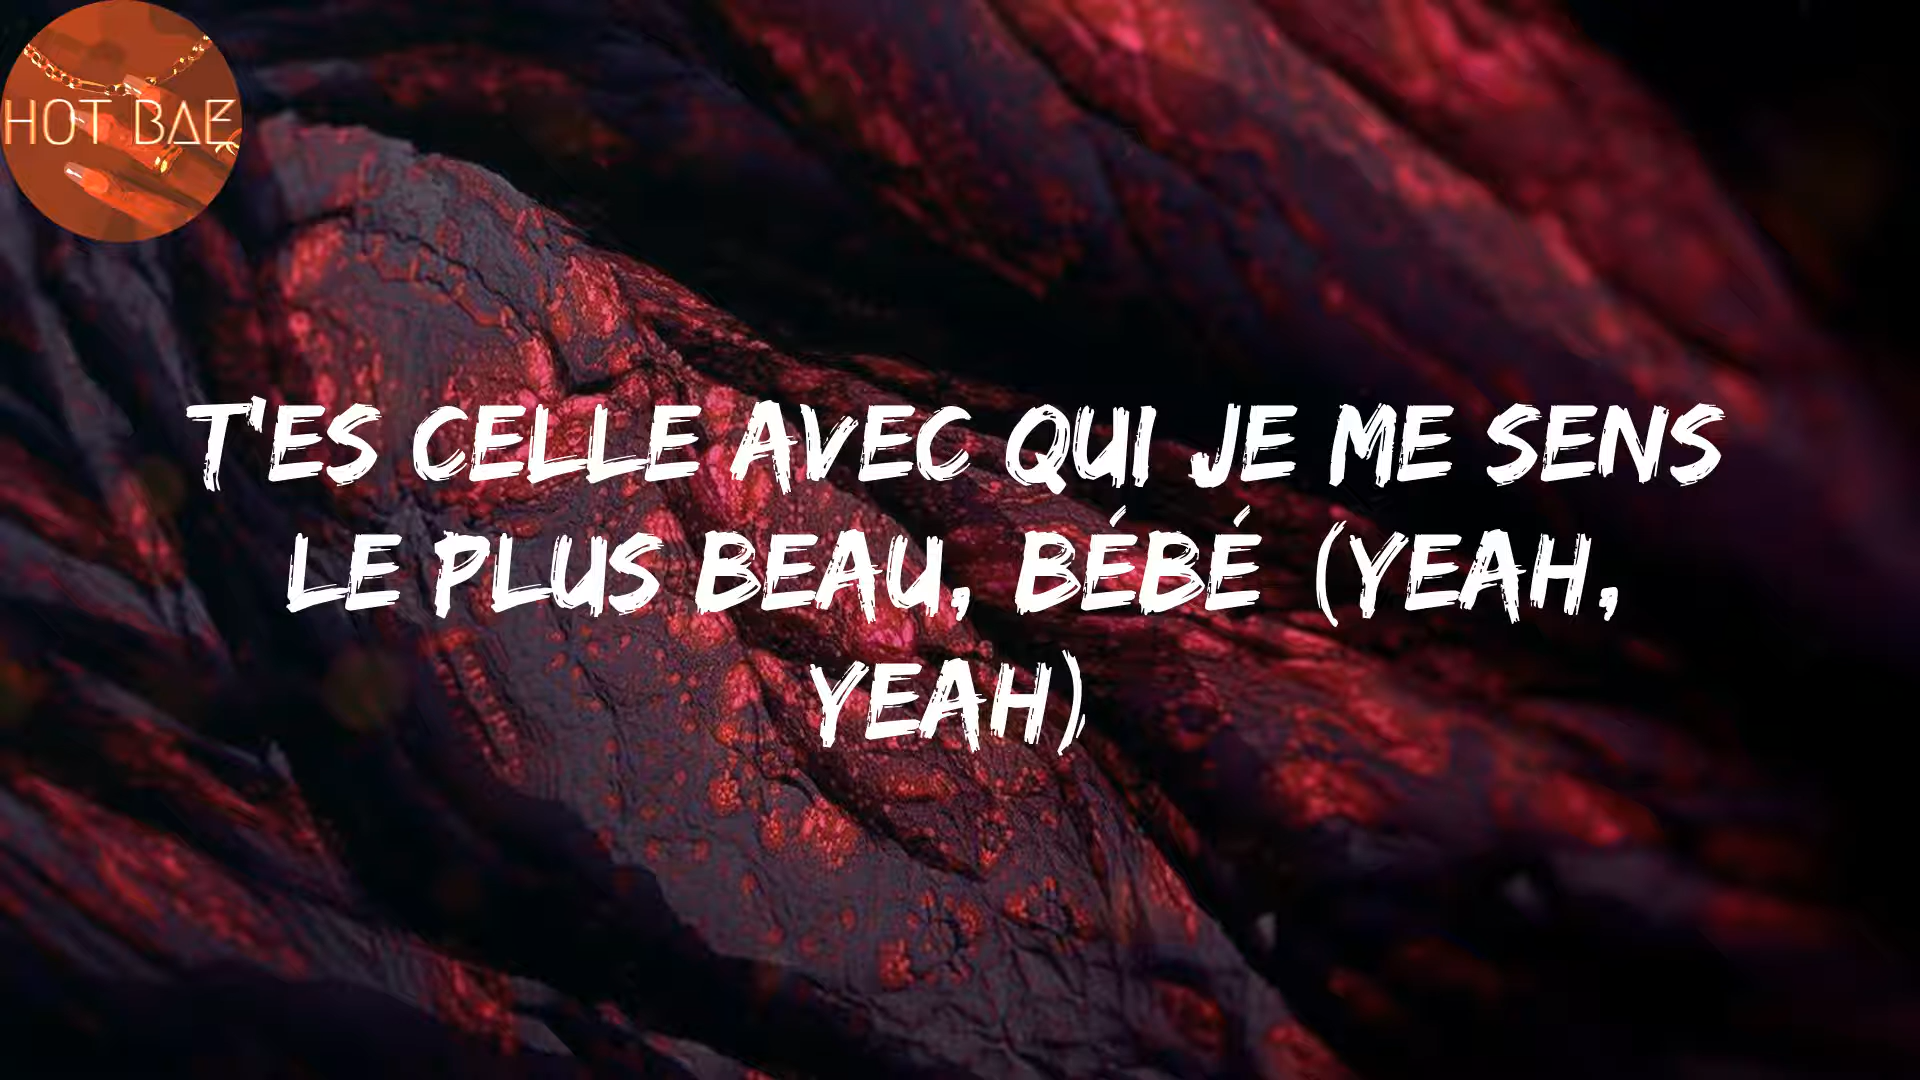 HOT BAE
T'ES CELLE AVEC QUI JE ME SENS
LE PLUS BEAU, BÉBÉ (YEAH,
YEAH)